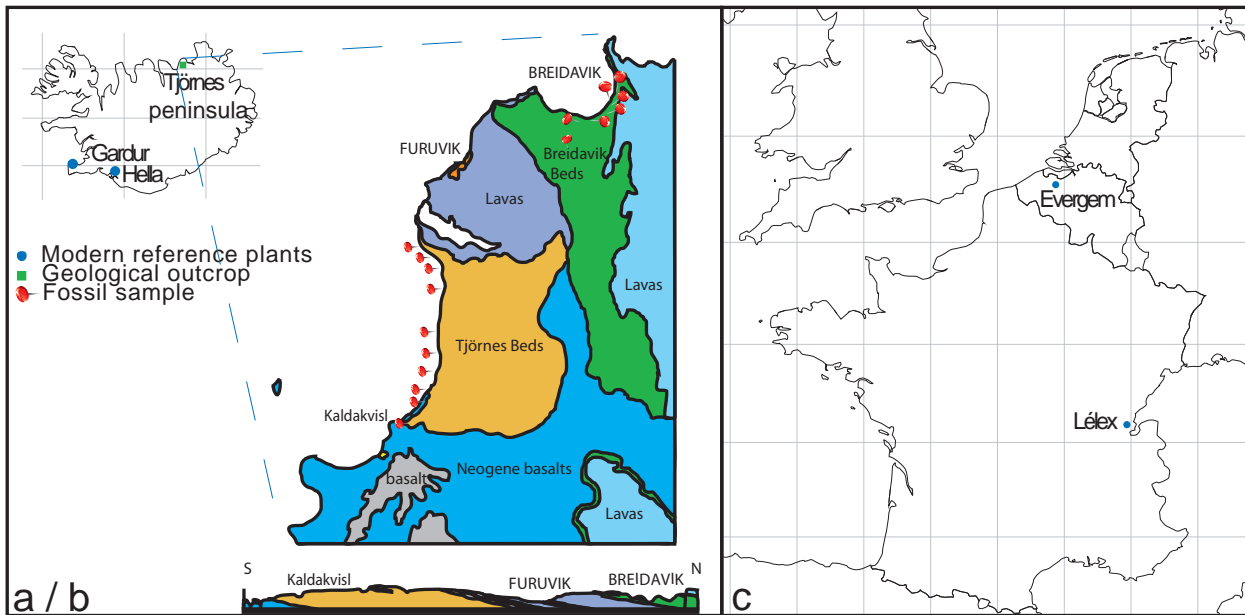 Tjörnes
peninsula
Gardur
Hella
Modern reference plants
Geological outcrop
Fossil sample
BREIDAVIK
FURUVIK
Breidavik
Beds
Lavas
Lavas
Tjörnes Beds
Kaldakvisl
Neogene basalts
basalt
Lavas
S
Kaldakvisl
FURUVIK
BREIDAVIK
N
a / b
Evergem
Lélex
c